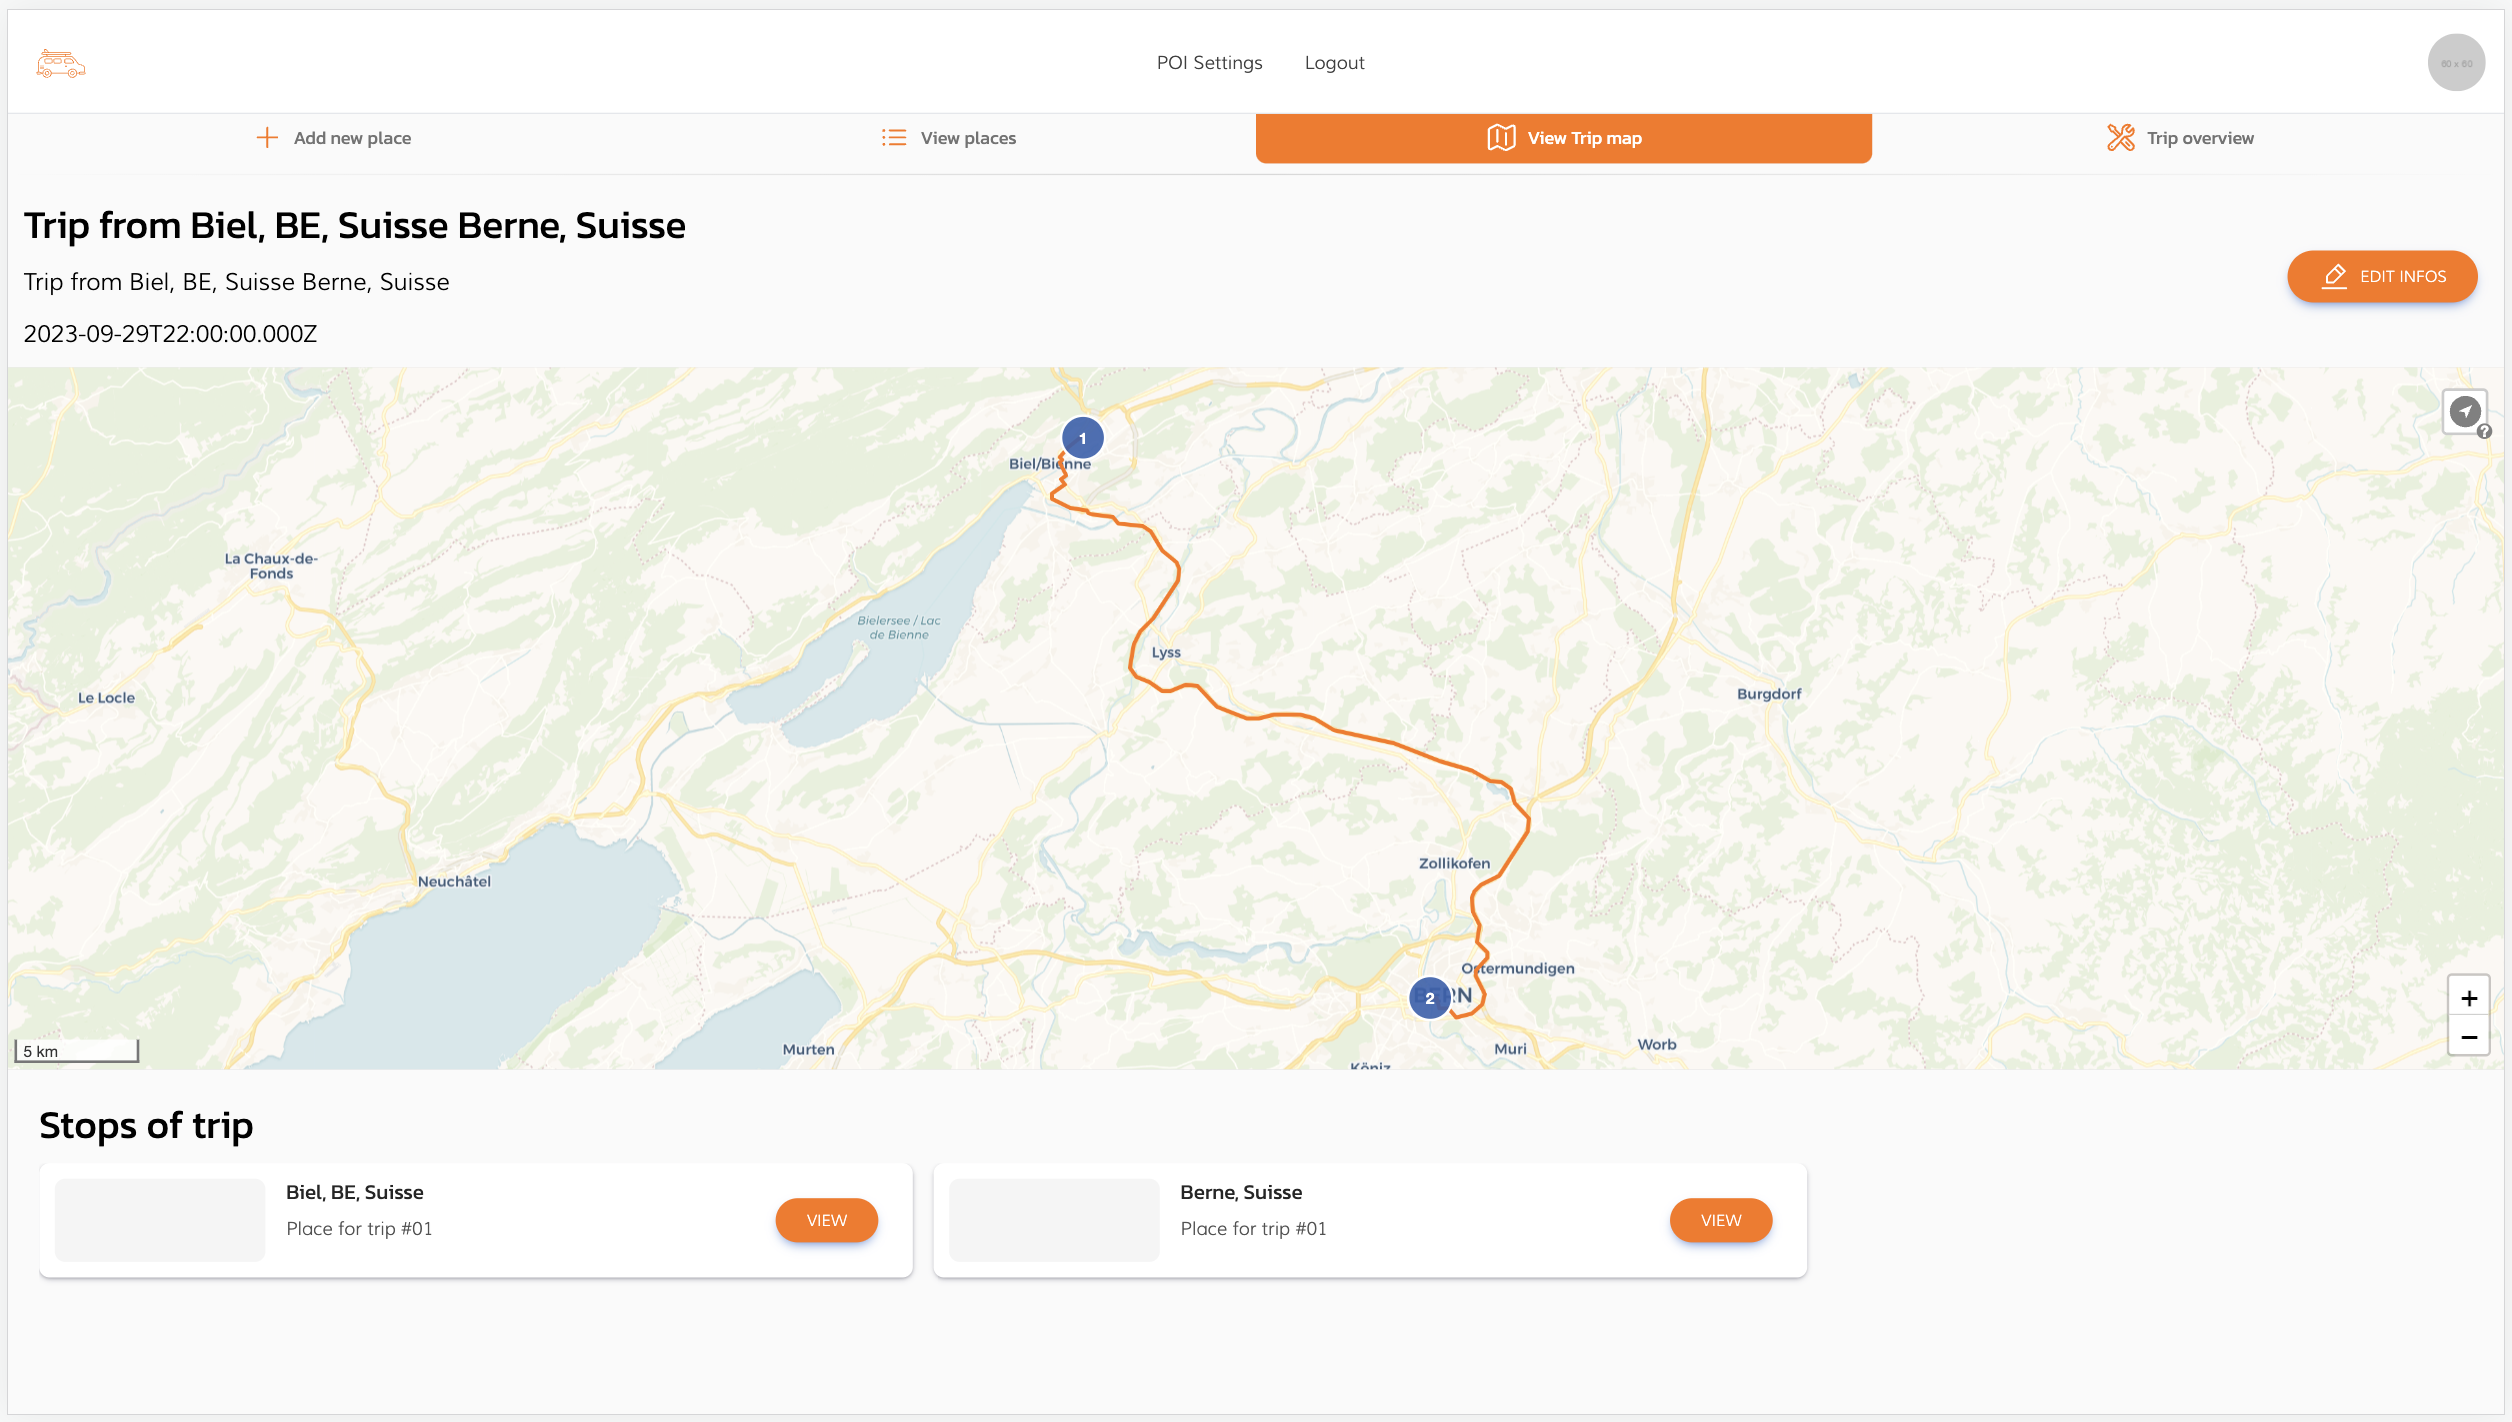 POI Settings
Logout
60 x 60
Add new place
View places
View Trip map
Trip overview
Trip from Biel, BE, Suisse Berne, Suisse
Trip from Biel, BE, Suisse Berne, Suisse
EDIT INFOS
2023-09-29T22:00:00.000Z
1
Biel/Bienne
?
La Chaux-de-
Fonds
Bielersee / Lac
de Bienne
Lyss
Le Locle
Burgdorf
Zollikofen
Neuchâtel
Ostermundigen
2
BERN
+
−
5 km
Murten
Muri
Worb
Köniz
Stops of trip
Biel, BE, Suisse
Place for trip #01
VIEW
Berne, Suisse
Place for trip #01
VIEW